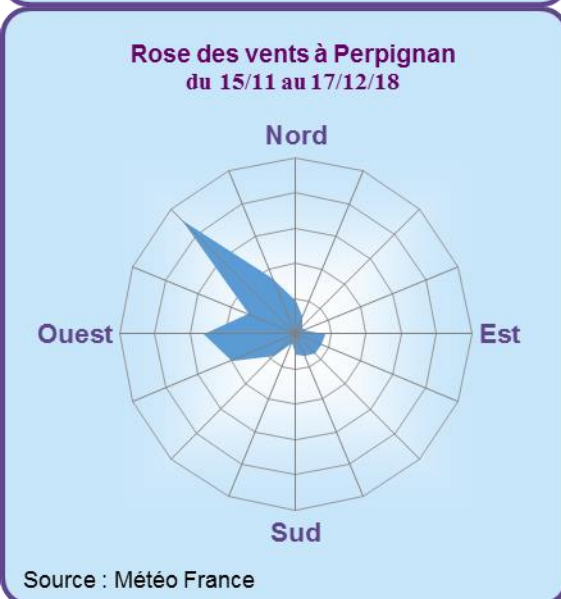 Rose des vents à Perpignan
du 15/11 au 17/12/18
Nord
Ouest
Est
Sud
Source : Météo France